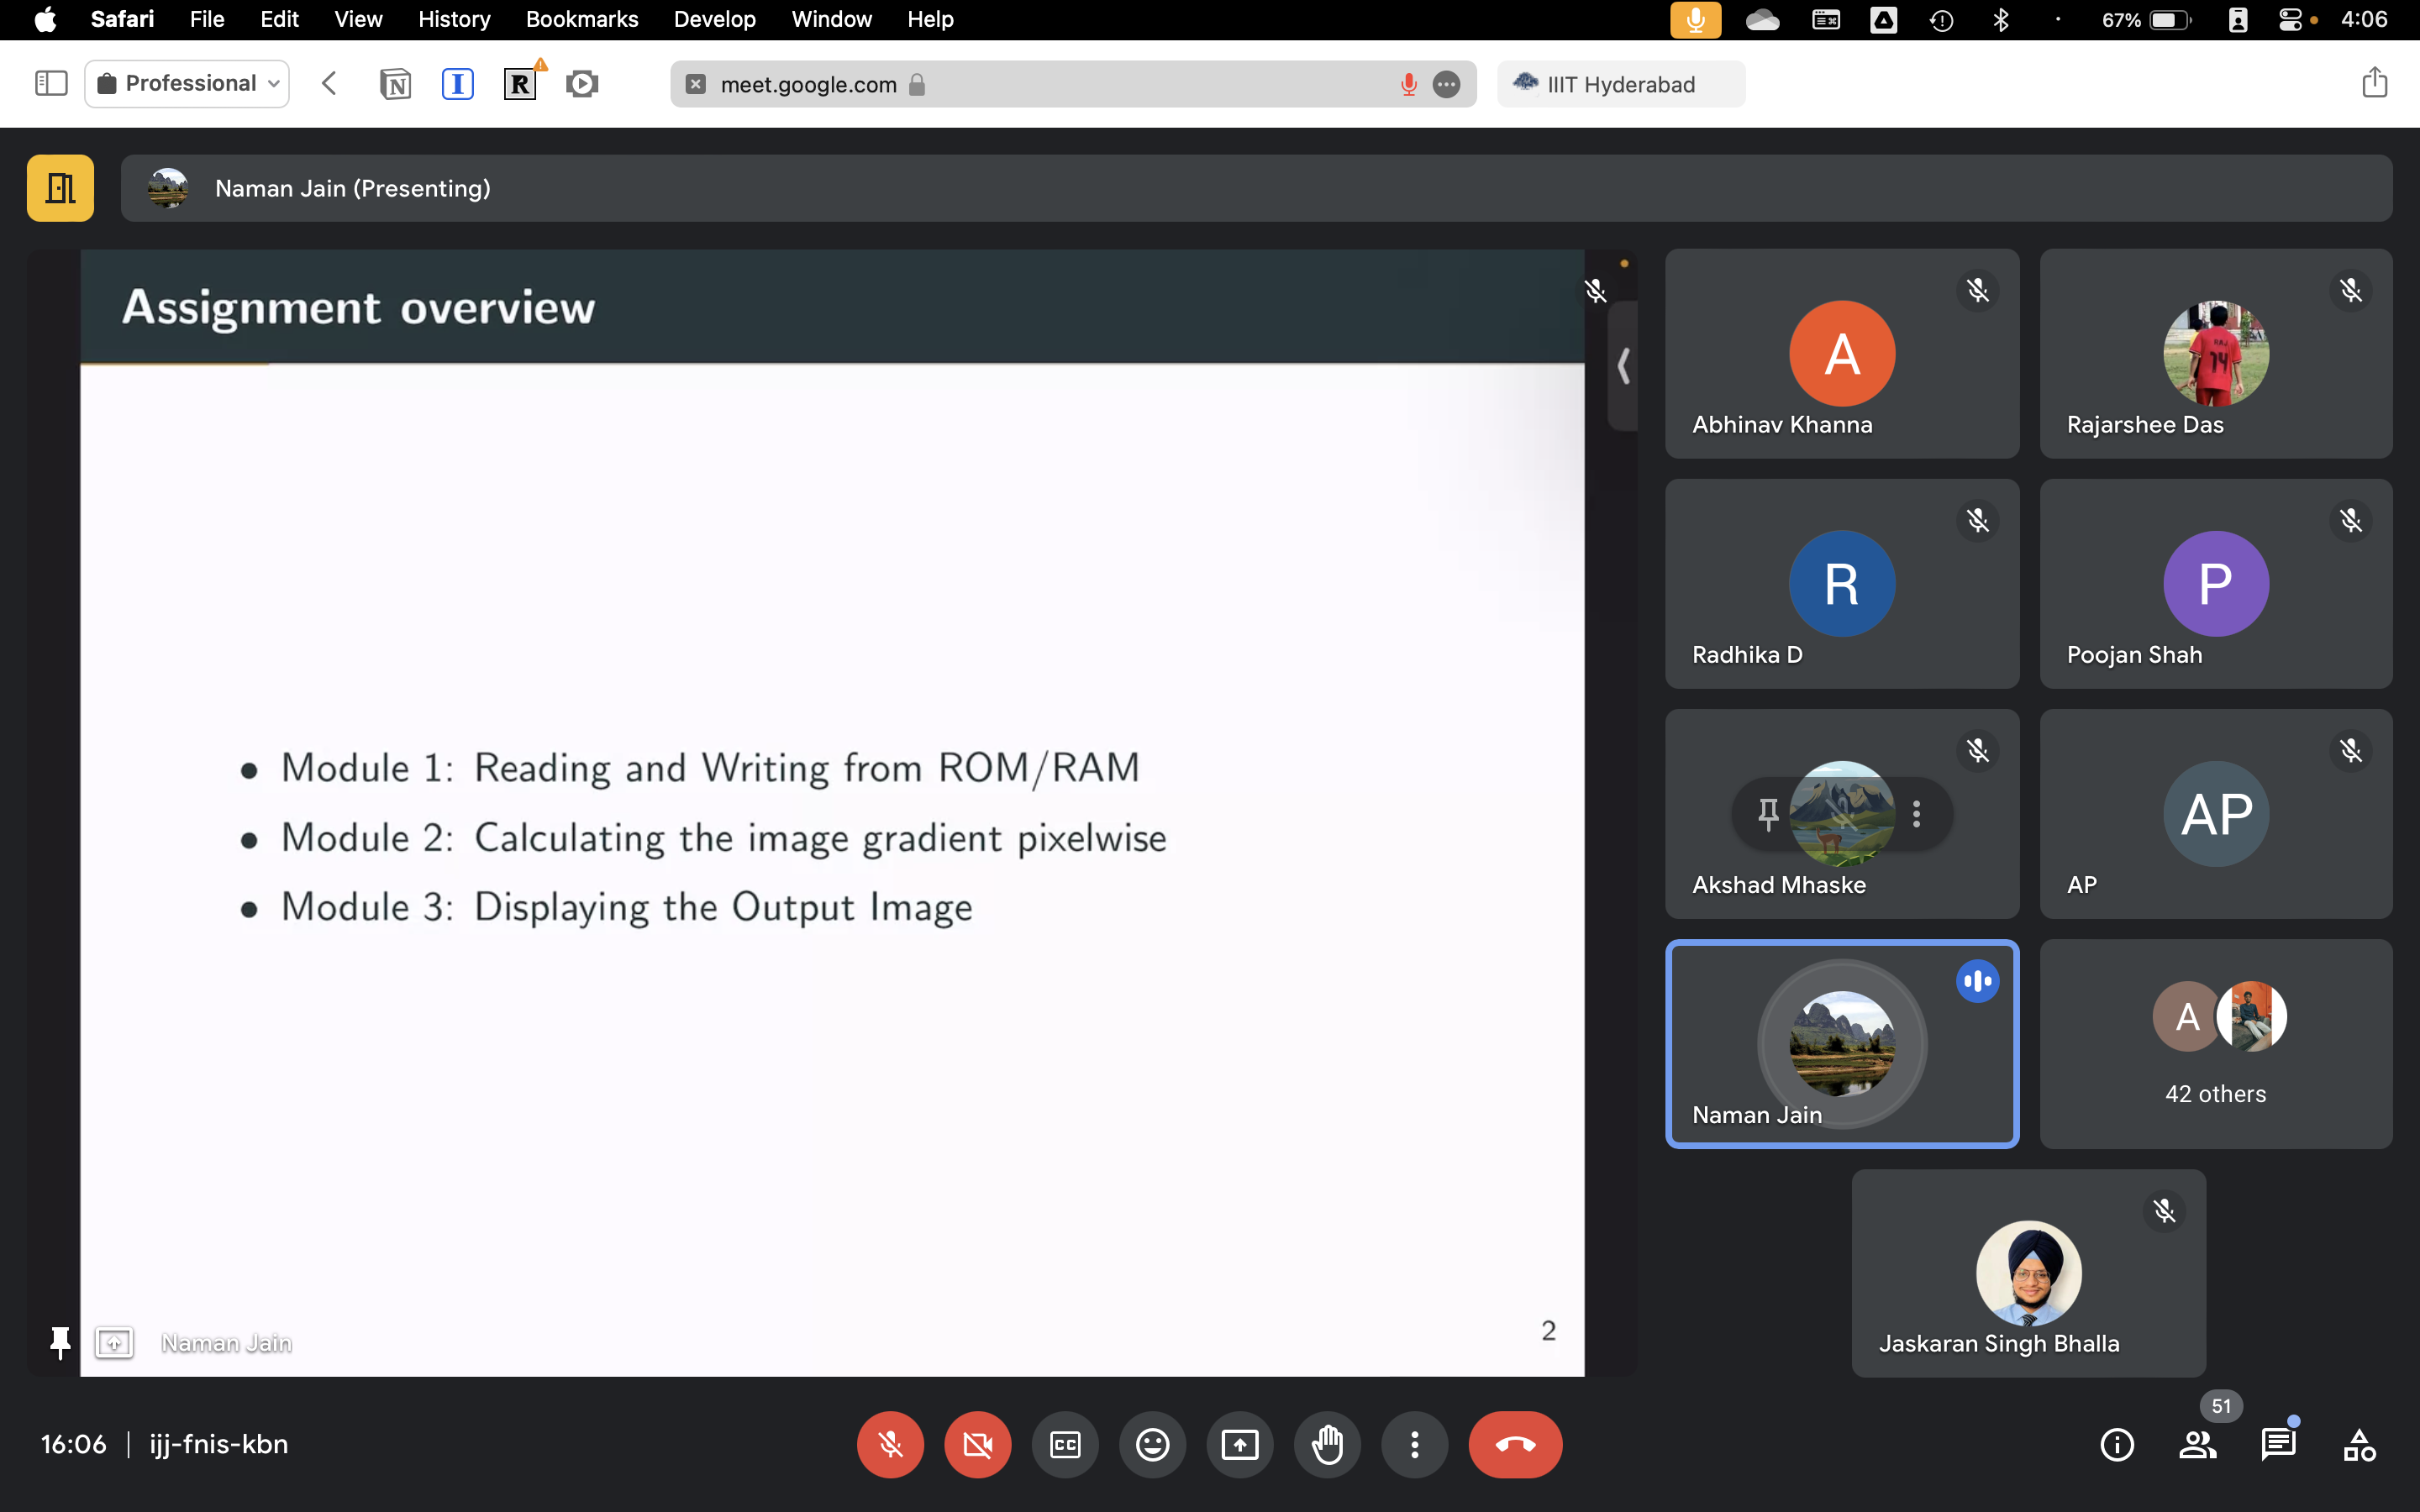 Safari File Edit View History Bookmarks Develop Window Help 67% 4:06
Professional meet.google.com IIIT Hyderabad
Naman Jain (Presenting)
Assignment overview
• Module 1: Reading and Writing from ROM/RAM
• Module 2: Calculating the image gradient pixelwise
• Module 3: Displaying the Output Image
Naman Jain
2
A
Abhinav Khanna
14
Rajarshee Das
R
Radhika D
P
Poojan Shah
Akshad Mhaske
AP
AP
Naman Jain
A
42 others
Jaskaran Singh Bhalla
16:06 | ijj-fnis-kbn
CC
51